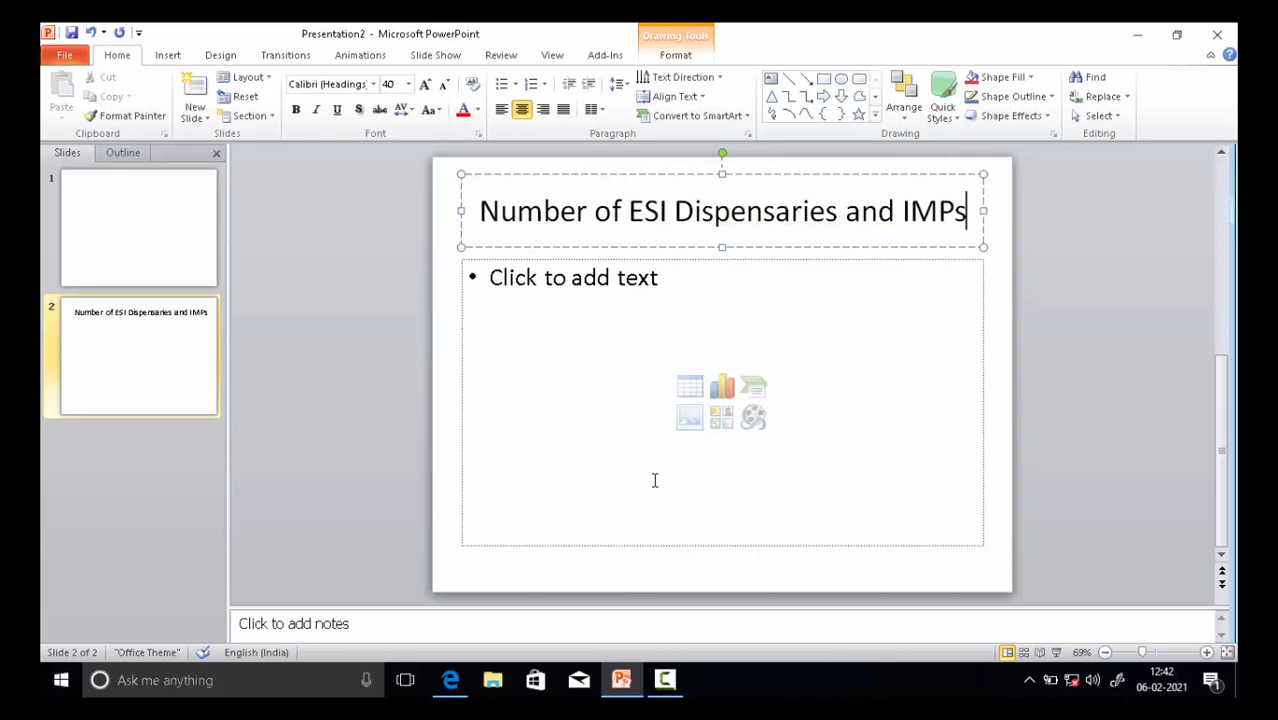 Presentation2 - Microsoft PowerPoint
Drawing Tools
File Home Insert Design Transitions Animations Slide Show Review View Add-Ins Format
Paste
Cut
Copy
Format Painter
Clipboard
New Slide
Layout
Reset
Section
Slides
Calibri (Headings) 40
B I U S abc AV Aa A
Font
Text Direction
Align Text
Convert to SmartArt
Paragraph
Arrange
Quick Styles
Shape Fill
Shape Outline
Shape Effects
Drawing
Find
Replace
Select
Editing
Slides Outline
1
2
Number of ESI Dispensaries and IMPs
Number of ESI Dispensaries and IMPs
• Click to add text
Click to add notes
Slide 2 of 2 "Office Theme" English (India) 69%
Ask me anything
12:42
06-02-2021
1